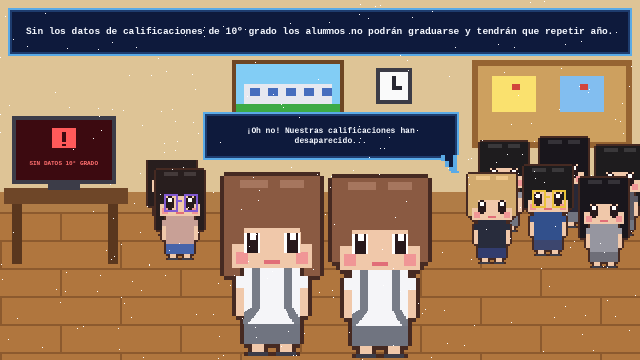 Sin los datos de calificaciones de 10º grado los alumnos no podrán graduarse y tendrán que repetir año..
¡Oh no! Nuestras calificaciones han
desaparecido...
SIN DATOS 10° GRADO